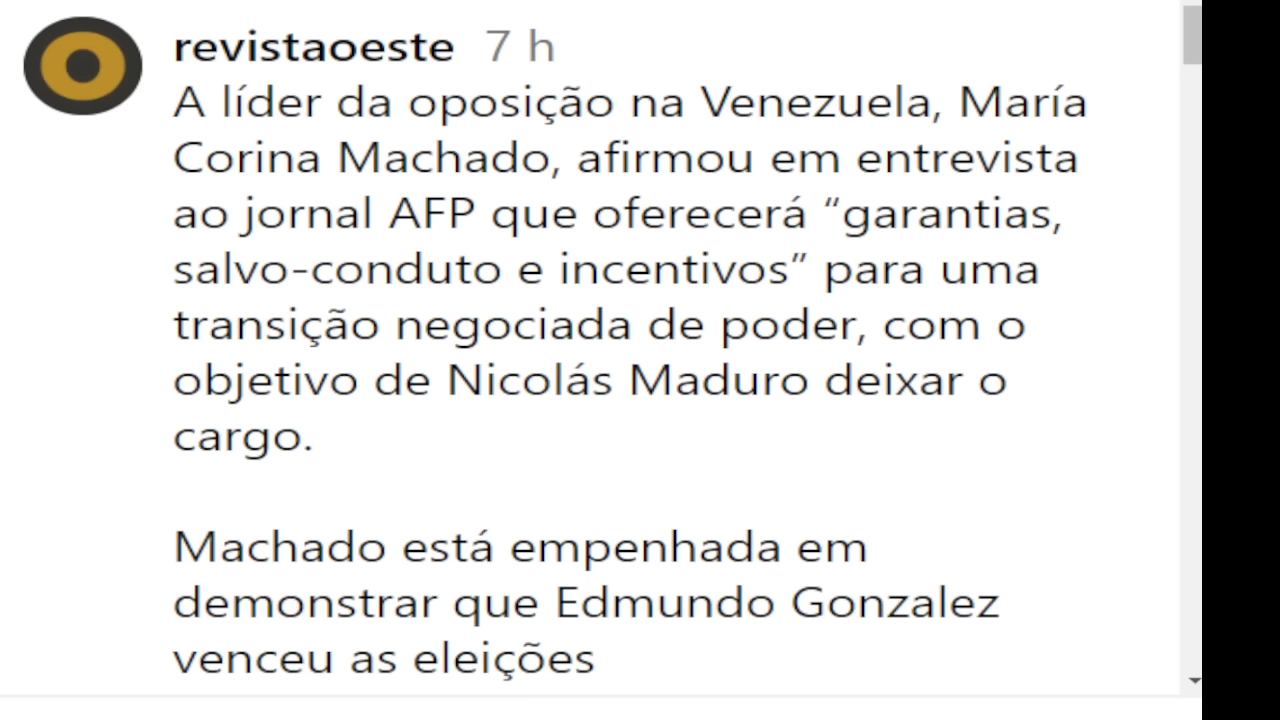 revistaoeste 7 h
A líder da oposição na Venezuela, María
Corina Machado, afirmou em entrevista
ao jornal AFP que oferecerá “garantias,
salvo-conduto e incentivos” para uma
transição negociada de poder, com o
objetivo de Nicolás Maduro deixar o
cargo.
Machado está empenhada em
demonstrar que Edmundo Gonzalez
venceu as eleições